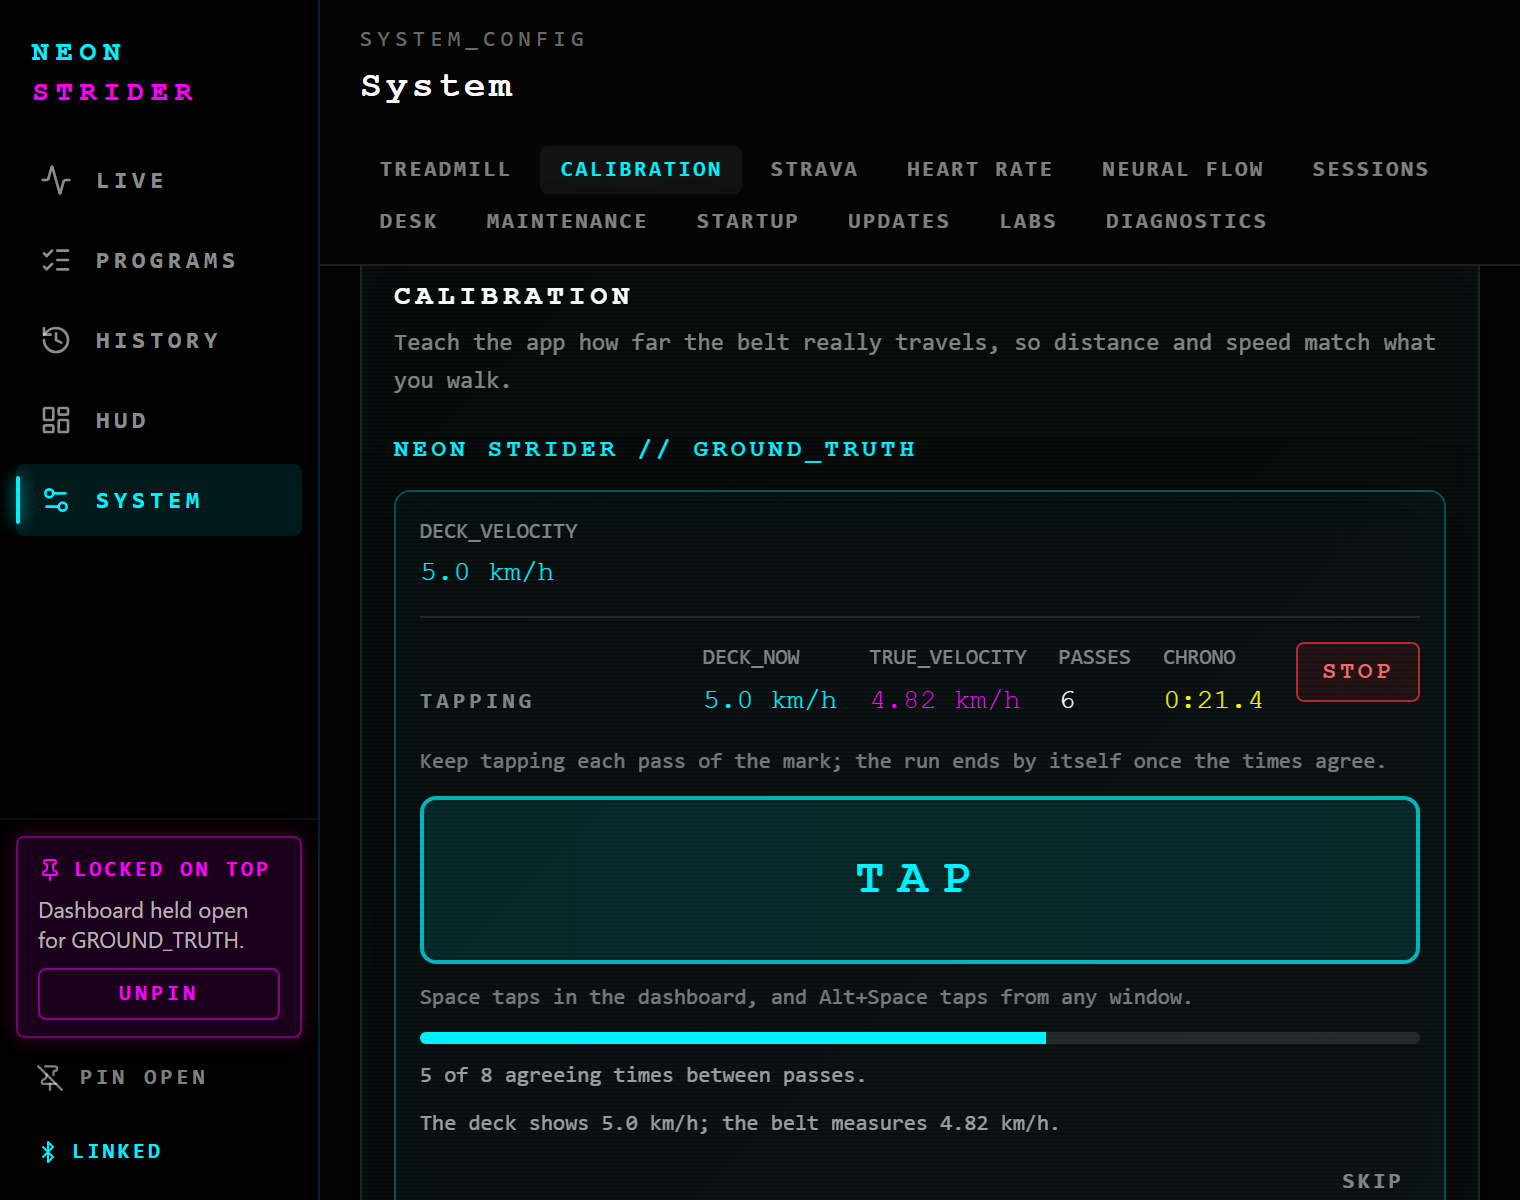 NEON
STRIDER
LIVE
PROGRAMS
HISTORY
HUD
SYSTEM
LOCKED ON TOP
Dashboard held open
for GROUND_TRUTH.
UNPIN
PIN OPEN
LINKED
SYSTEM_CONFIG
System
TREADMILL CALIBRATION STRAVA HEART RATE NEURAL FLOW SESSIONS
DESK MAINTENANCE STARTUP UPDATES LABS DIAGNOSTICS
CALIBRATION
Teach the app how far the belt really travels, so distance and speed match what
you walk.
NEON STRIDER // GROUND_TRUTH
DECK_VELOCITY
5.0 km/h
DECK_NOW TRUE_VELOCITY PASSES CHRONO
TAPPING 5.0 km/h 4.82 km/h 6 0:21.4
STOP
Keep tapping each pass of the mark; the run ends by itself once the times agree.
TAP
Space taps in the dashboard, and Alt+Space taps from any window.
5 of 8 agreeing times between passes.
The deck shows 5.0 km/h; the belt measures 4.82 km/h.
SKIP